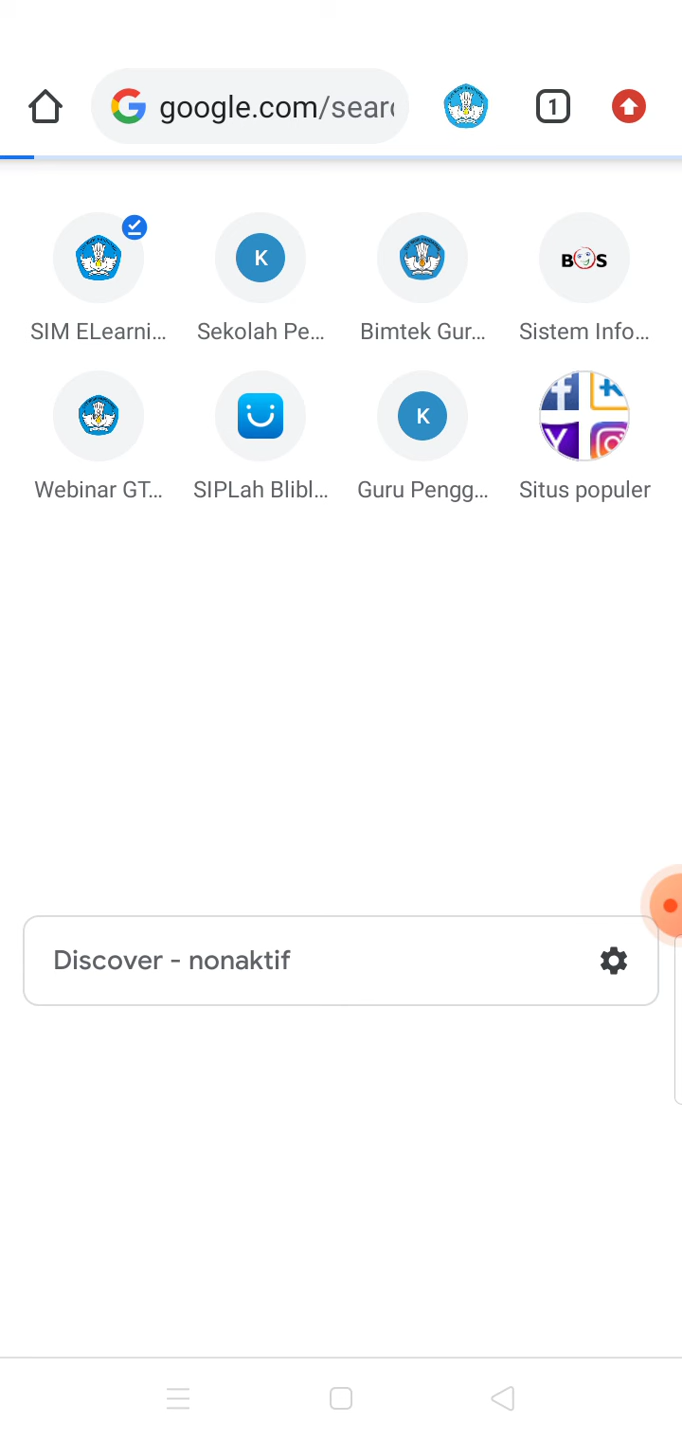 google.com/sear
1
SIM ELearni...
K
Sekolah Pe...
Bimtek Gur...
BOS
Sistem Info...
Webinar GT...
SIPLah Blibl...
K
Guru Pengg...
Situs populer
Discover - nonaktif